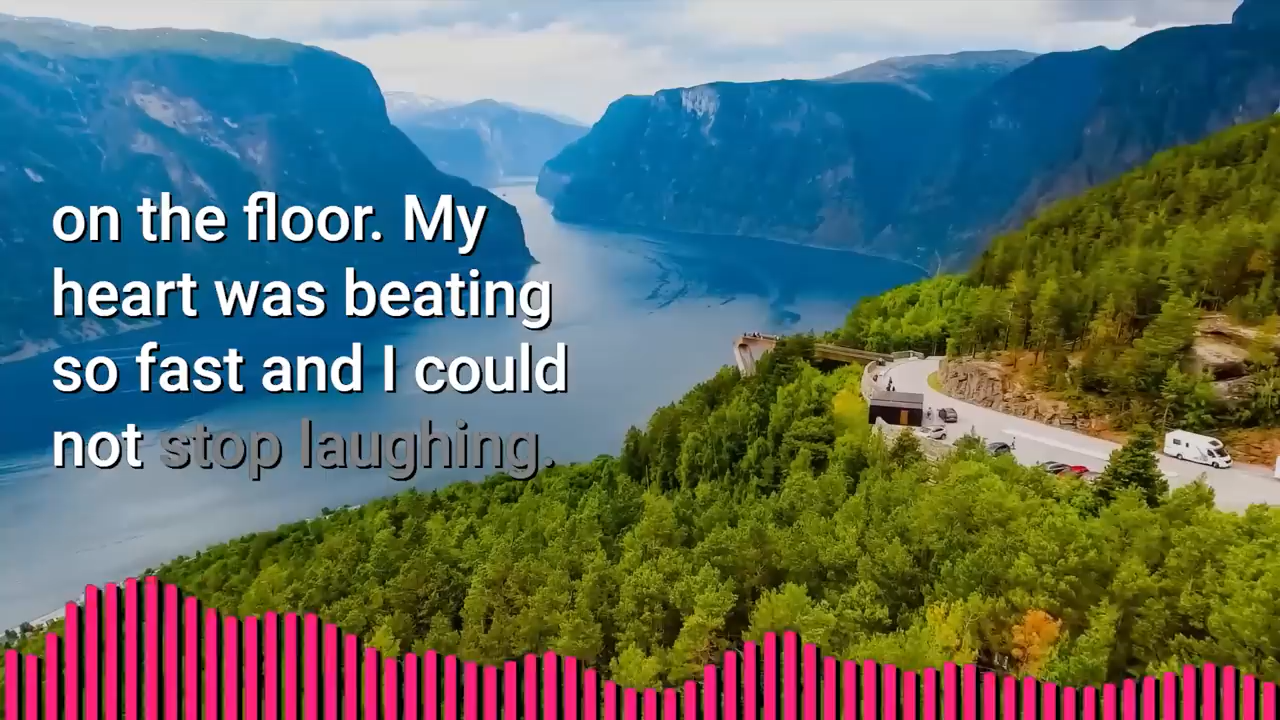 on the floor. My
heart was beating
so fast and I could
not stop laughing.